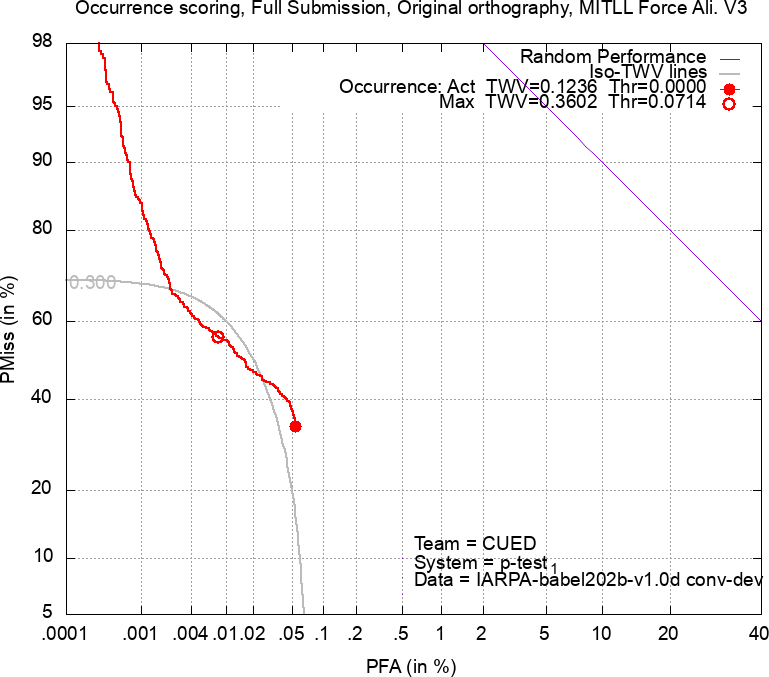 Occurrence scoring, Full Submission, Original orthography, MITLL Force Ali. V3
Random Performance
Iso-TWV lines
Occurrence: Act TWV=0.1236 Thr=0.0000
Max TWV=0.3602 Thr=0.0714
98
95
90
80
60
40
20
10
5
0.300
PMiss (in %)
Team = CUED
System = p-test1
Data = IARPA-babel202b-v1.0d conv-dev
.0001 .001 .004 .01 .02 .05 .1 .2 .5 1 2 5 10 20 40
PFA (in %)